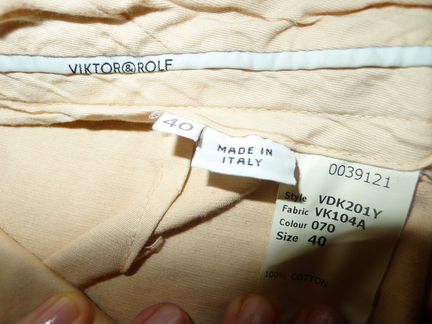 VIKTOR&ROLF
40
MADE IN
ITALY
0039121
Style VDK201Y
Fabric VK104A
Colour 070
Size 40
100% COTTON